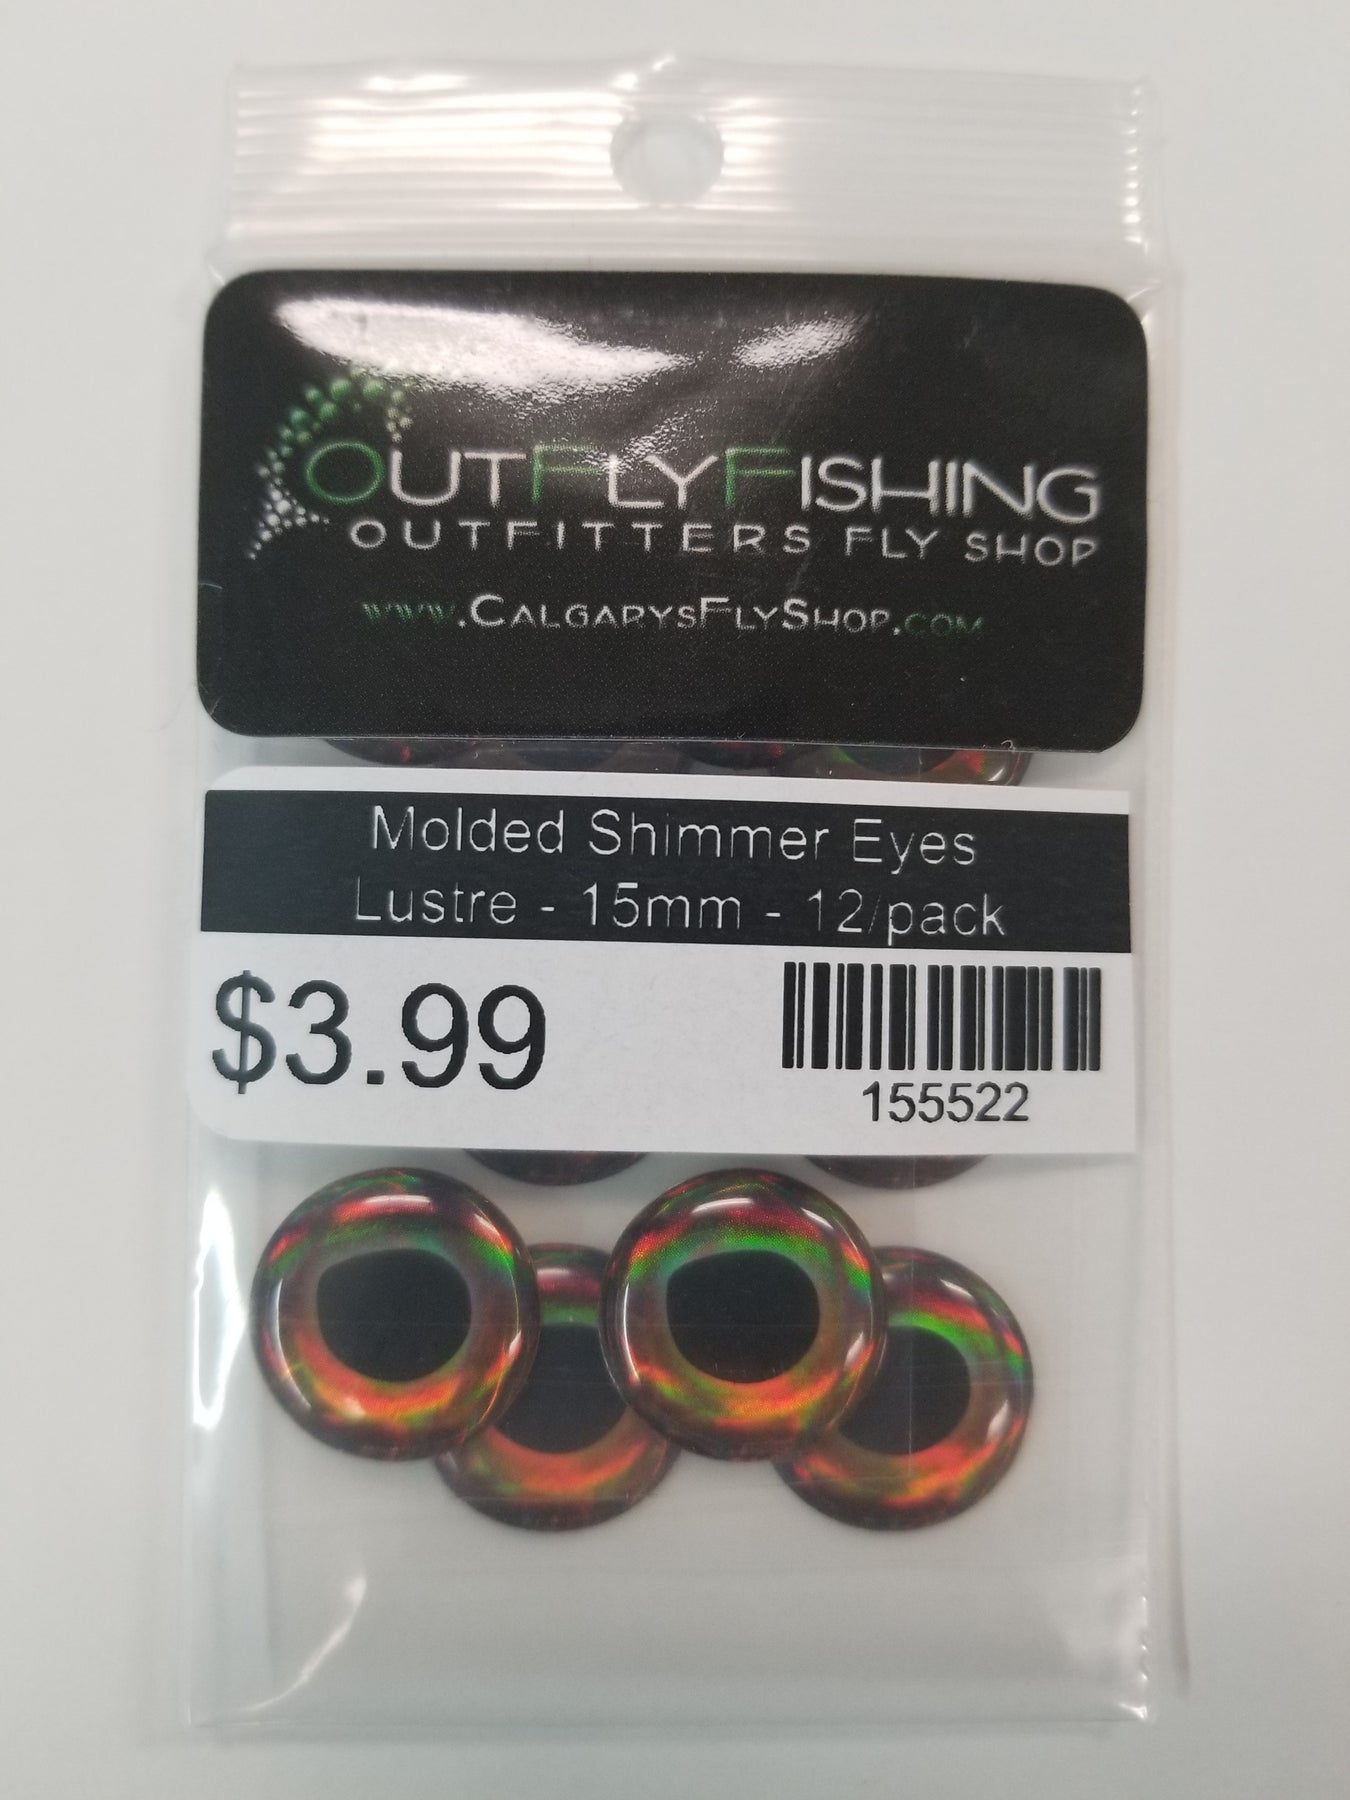 OUTFLYFISHING
OUTFITTERS FLY SHOP
www.CALGARYSFLYSHOP.COM
Molded Shimmer Eyes
Lustre - 15mm - 12/pack
$3.99
155522